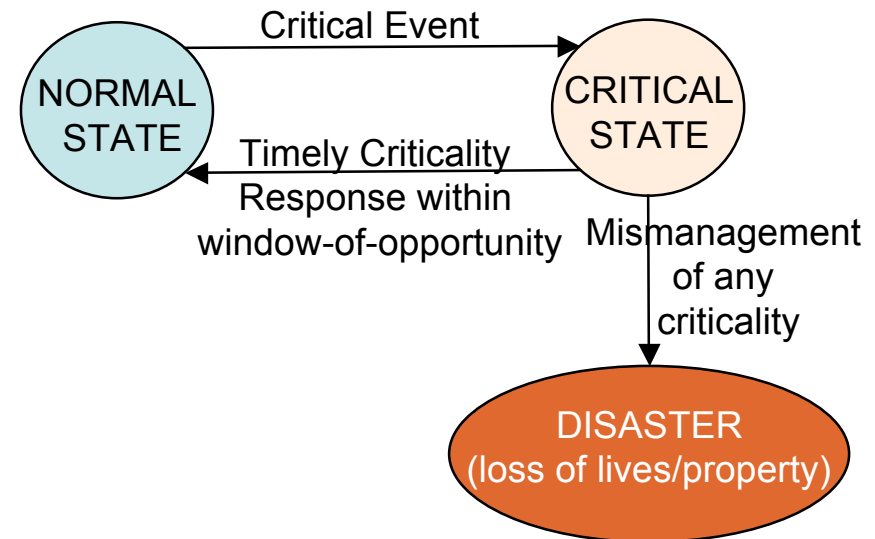 Critical Event
NORMAL
STATE
CRITICAL
STATE
Timely Criticality
Response within
window-of-opportunity
Mismanagement
of any
criticality
DISASTER
(loss of lives/property)